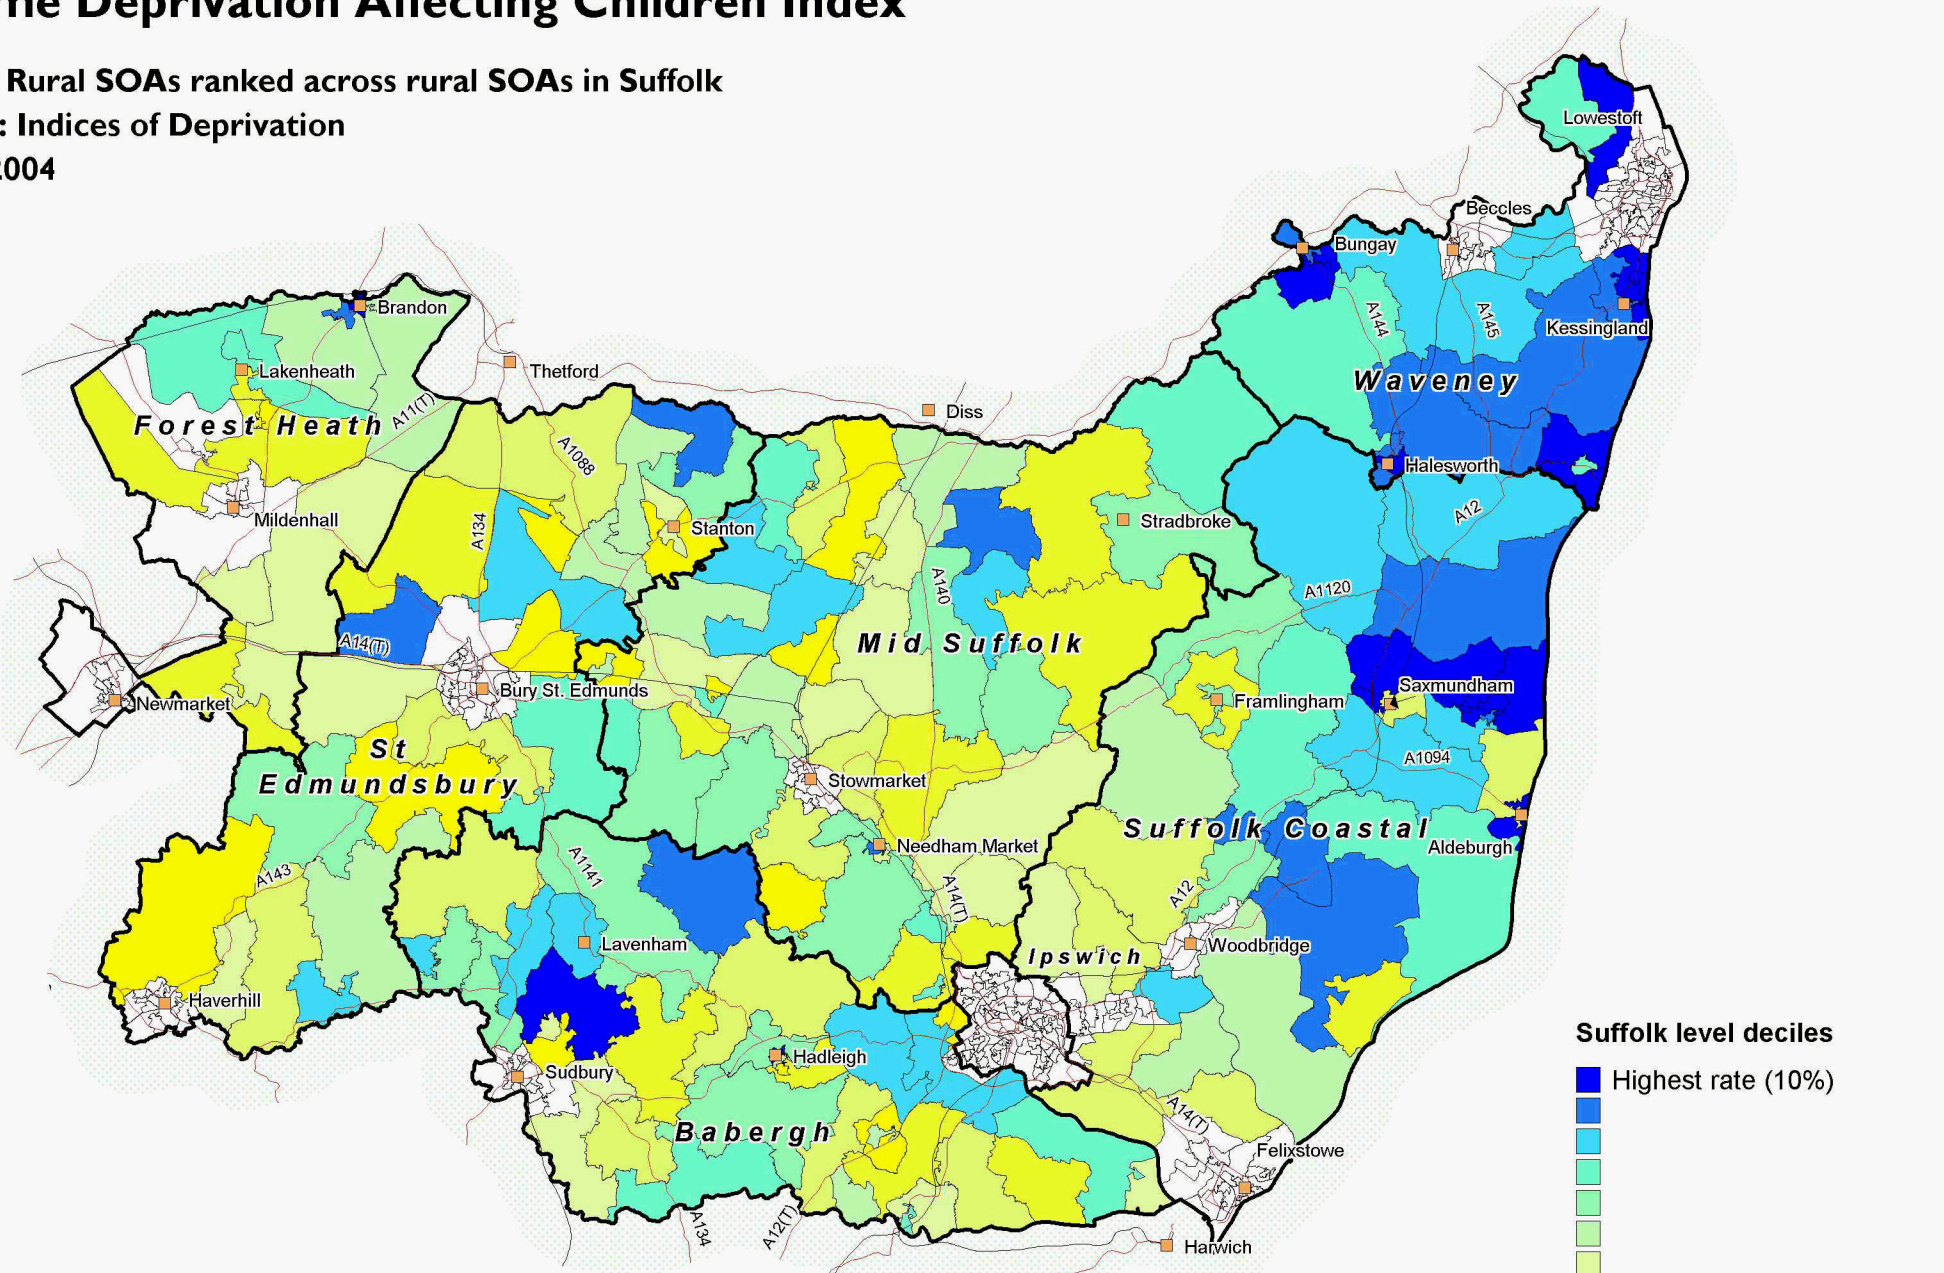 me Deprivation Affecting Children Index
Rural SOAs ranked across rural SOAs in Suffolk
: Indices of Deprivation
2004
Lowestoft
Beccles
Bungay
Brandon
A144
A145
Kessingland
Lakenheath
Thetford
Waveney
A11(T)
Diss
Forest Heath
A1088
Halesworth
A12
Mildenhall
A134
Stanton
Stradbroke
A140
A1120
A14(T)
Mid Suffolk
Newmarket
Bury St. Edmunds
Saxmundham
Framlingham
St
Edmundsbury
A1094
Stowmarket
Suffolk Coastal
Needham Market
Aldeburgh
A143
A1141
A14(T)
A12
Lavenham
Ipswich
Woodbridge
Haverhill
Suffolk level deciles
Hadleigh
Sudbury
Highest rate (10%)
A14(T)
Babergh
Felixstowe
A134
A12(T)
Harwich